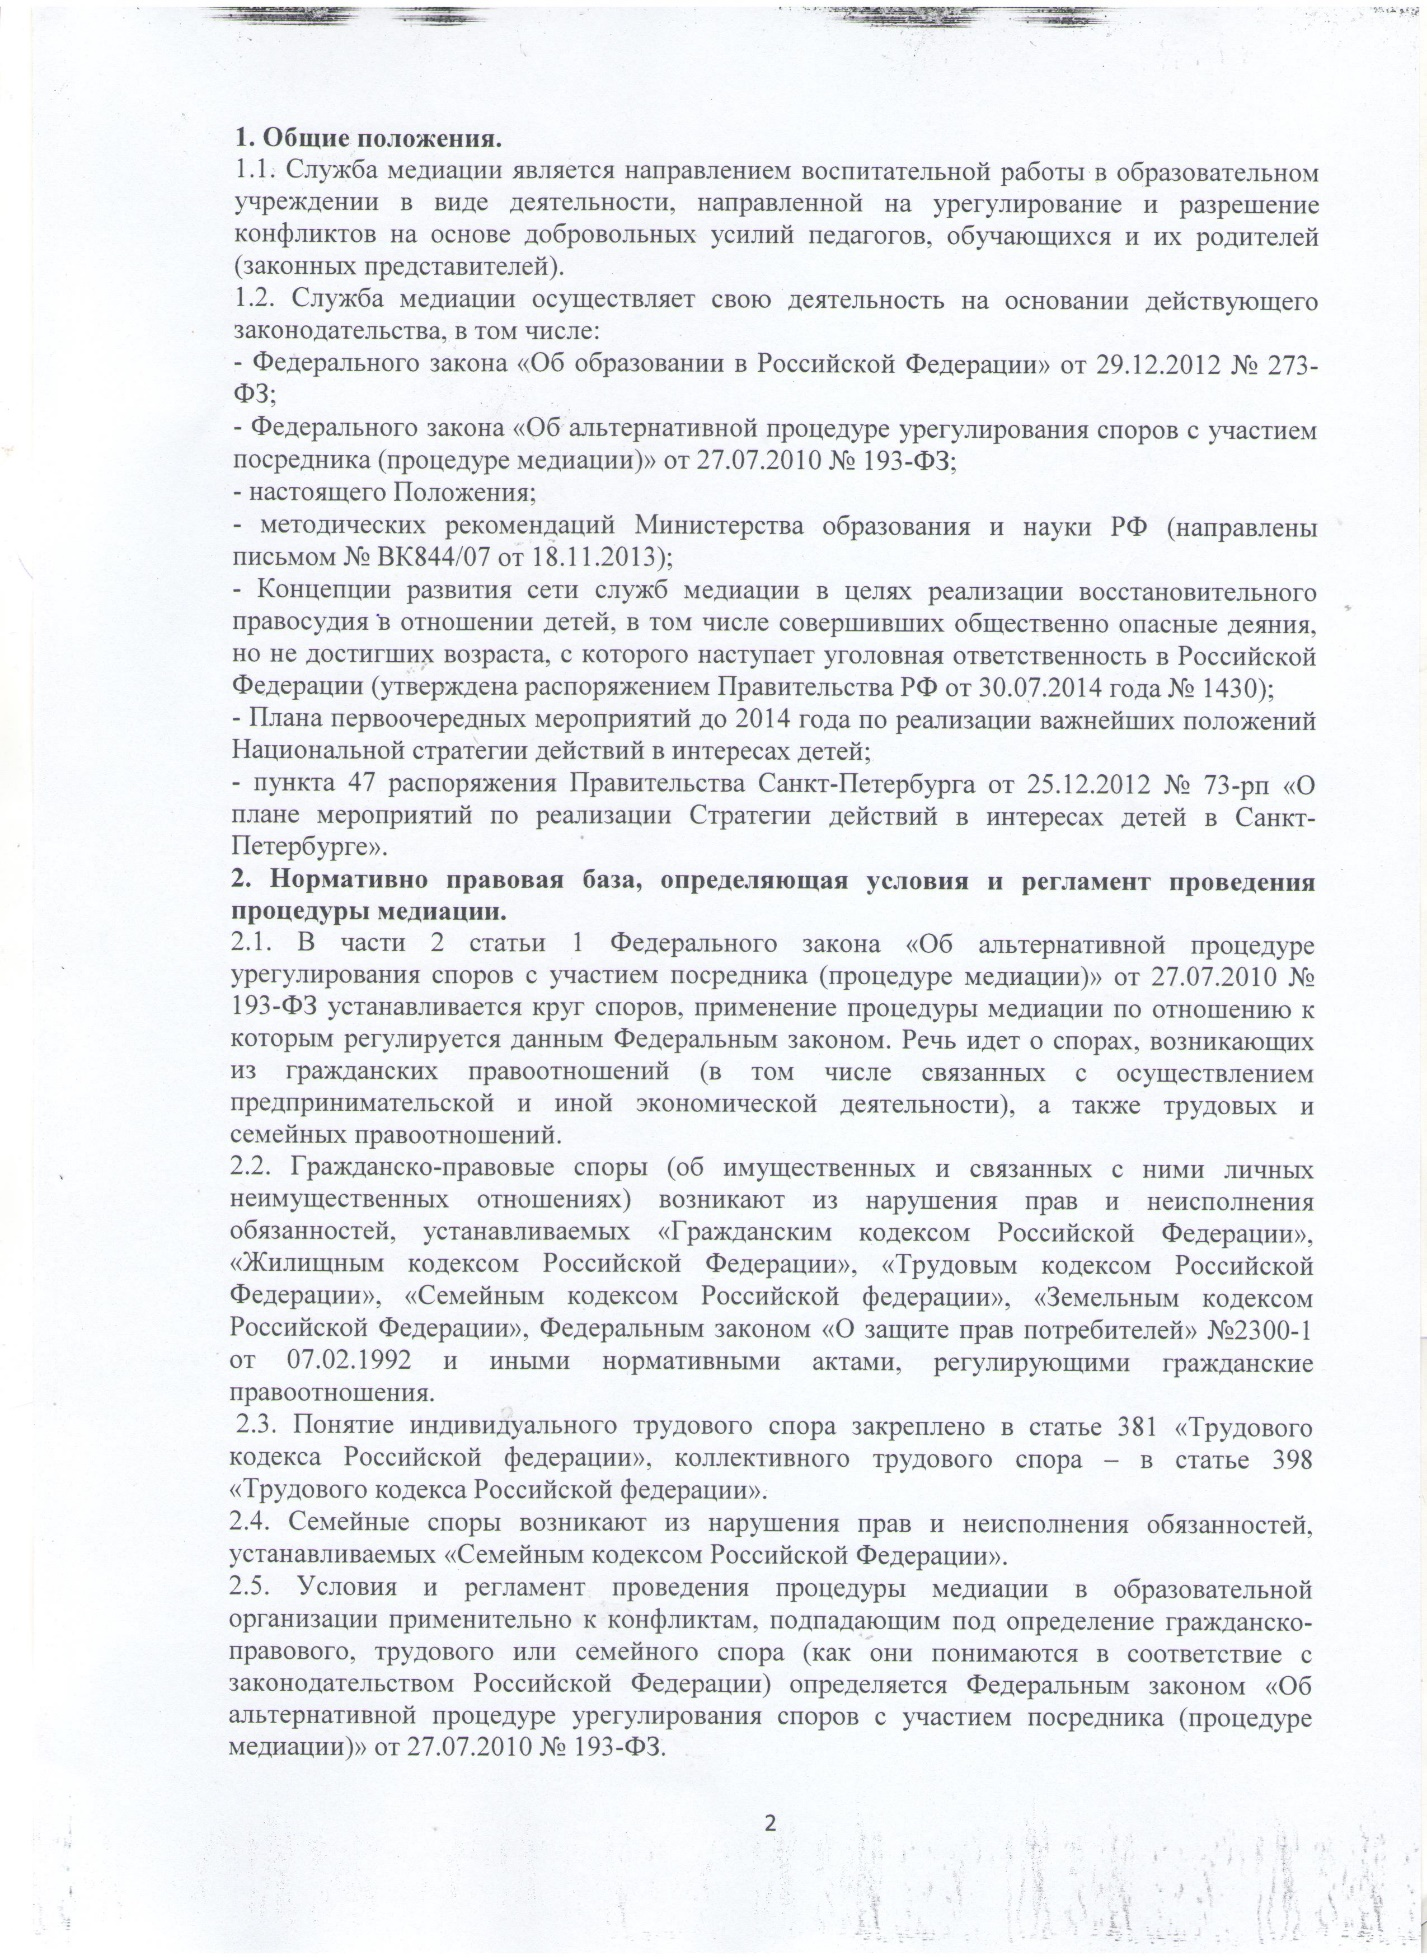 1. Общие положения.
1.1. Служба медиации является направлением воспитательной работы в образовательном
учреждении в виде деятельности, направленной на урегулирование и разрешение
конфликтов на основе добровольных усилий педагогов, обучающихся и их родителей
(законных представителей).
1.2. Служба медиации осуществляет свою деятельность на основании действующего
законодательства, в том числе:
- Федерального закона «Об образовании в Российской Федерации» от 29.12.2012 № 273-
ФЗ;
- Федерального закона «Об альтернативной процедуре урегулирования споров с участием
посредника (процедуре медиации)» от 27.07.2010 № 193-ФЗ;
- настоящего Положения;
- методических рекомендаций Министерства образования и науки РФ (направлены
письмом № ВК844/07 от 18.11.2013);
- Концепции развития сети служб медиации в целях реализации восстановительного
правосудия в отношении детей, в том числе совершивших общественно опасные деяния,
но не достигших возраста, с которого наступает уголовная ответственность в Российской
Федерации (утверждена распоряжением Правительства РФ от 30.07.2014 года № 1430);
- Плана первоочередных мероприятий до 2014 года по реализации важнейших положений
Национальной стратегии действий в интересах детей;
- пункта 47 распоряжения Правительства Санкт-Петербурга от 25.12.2012 № 73-рп «О
плане мероприятий по реализации Стратегии действий в интересах детей в Санкт-
Петербурге».
2. Нормативно правовая база, определяющая условия и регламент проведения
процедуры медиации.
2.1. В части 2 статьи 1 Федерального закона «Об альтернативной процедуре
урегулирования споров с участием посредника (процедуре медиации)» от 27.07.2010 №
193-ФЗ устанавливается круг споров, применение процедуры медиации по отношению к
которым регулируется данным Федеральным законом. Речь идет о спорах, возникающих
из гражданских правоотношений (в том числе связанных с осуществлением
предпринимательской и иной экономической деятельности), а также трудовых и
семейных правоотношений.
2.2. Гражданско-правовые споры (об имущественных и связанных с ними личных
неимущественных отношениях) возникают из нарушения прав и неисполнения
обязанностей, устанавливаемых «Гражданским кодексом Российской Федерации»,
«Жилищным кодексом Российской Федерации», «Трудовым кодексом Российской
Федерации», «Семейным кодексом Российской федерации», «Земельным кодексом
Российской Федерации», Федеральным законом «О защите прав потребителей» №2300-1
от 07.02.1992 и иными нормативными актами, регулирующими гражданские
правоотношения.
2.3. Понятие индивидуального трудового спора закреплено в статье 381 «Трудового
кодекса Российской федерации», коллективного трудового спора – в статье 398
«Трудового кодекса Российской федерации».
2.4. Семейные споры возникают из нарушения прав и неисполнения обязанностей,
устанавливаемых «Семейным кодексом Российской Федерации».
2.5. Условия и регламент проведения процедуры медиации в образовательной
организации применительно к конфликтам, подпадающим под определение гражданско-
правового, трудового или семейного спора (как они понимаются в соответствие с
законодательством Российской Федерации) определяется Федеральным законом «Об
альтернативной процедуре урегулирования споров с участием посредника (процедуре
медиации)» от 27.07.2010 № 193-ФЗ.
2